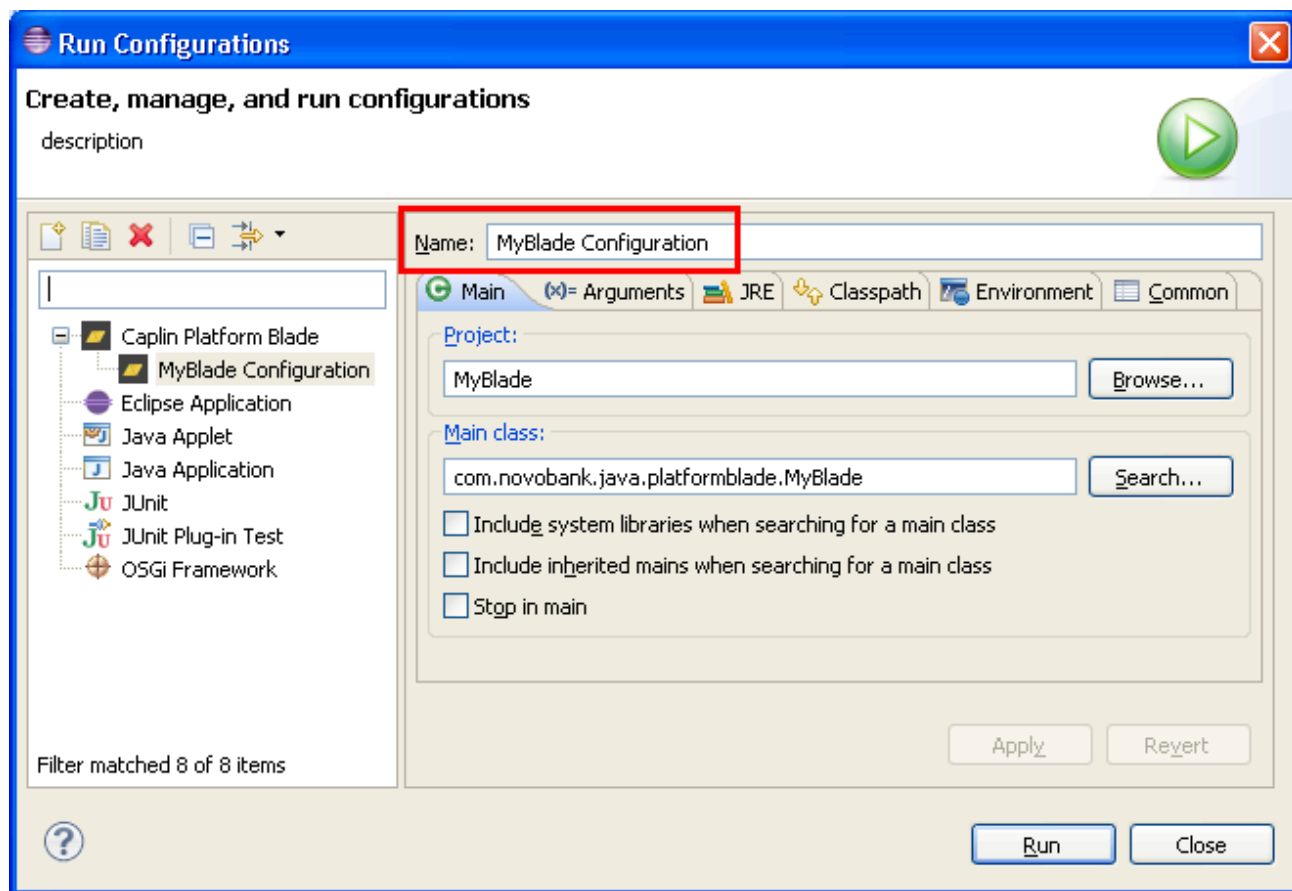 Run Configurations
Create, manage, and run configurations
description
Name: MyBlade Configuration
Main (x)= Arguments JRE Classpath Environment Common
Caplin Platform Blade
MyBlade Configuration
Eclipse Application
Java Applet
Java Application
JUnit
JUnit Plug-in Test
OSGi Framework
Filter matched 8 of 8 items
Project:
MyBlade Browse...
Main class:
com.novobank.java.platformblade.MyBlade Search...
Include system libraries when searching for a main class
Include inherited mains when searching for a main class
Stop in main
Apply Revert
Run Close